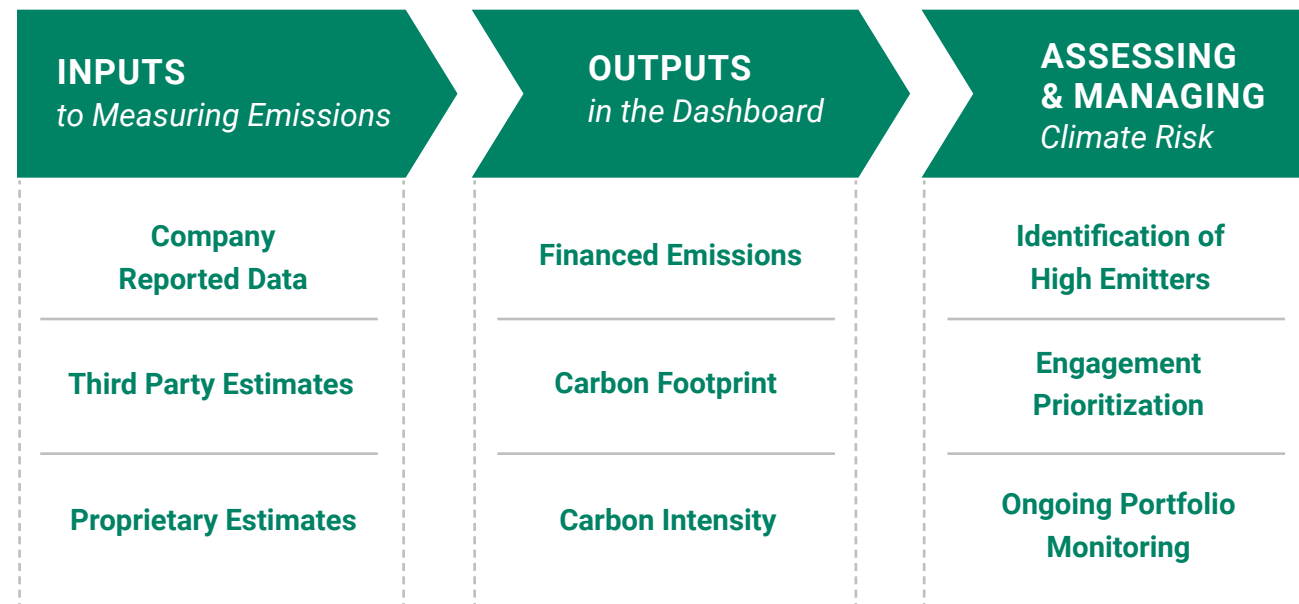 INPUTS
to Measuring Emissions
Company
Reported Data
Third Party Estimates
Proprietary Estimates
OUTPUTS
in the Dashboard
Financed Emissions
Carbon Footprint
Carbon Intensity
ASSESSING
& MANAGING
Climate Risk
Identification of
High Emitters
Engagement
Prioritization
Ongoing Portfolio
Monitoring